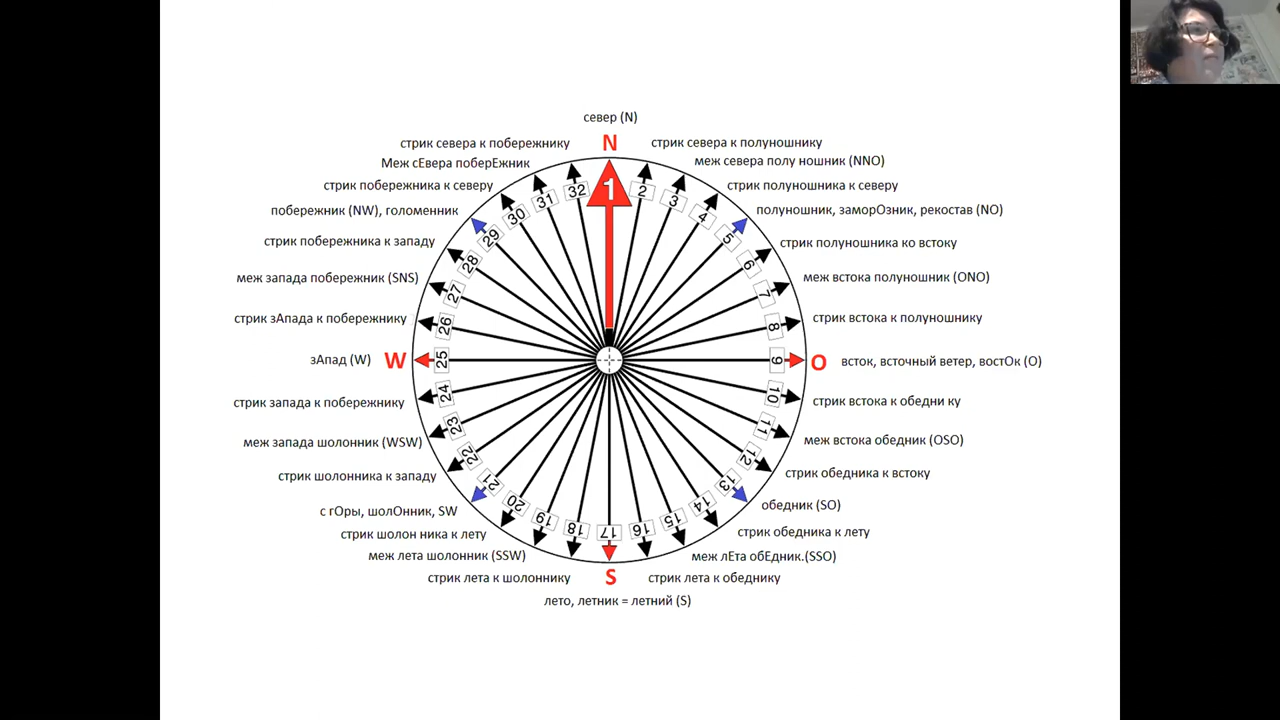 север (N)
стрик севера к побережнику
N
стрик севера к полуношнику
Меж сЕвера поберЕжник
меж севера полу ношник (NNO)
стрик побережника к северу
стрик полуношника к северу
побережник (NW), голоменник
полуношник, заморОзник, рекостав (NO)
стрик побережника к западу
стрик полуношника ко встоку
меж запада побережник (SNS)
меж встока полуношник (ONO)
стрик зАпада к побережнику
стрик встока к полуношнику
зАпад (W)
W
O
всток, всточный ветер, востОк (O)
стрик запада к побережнику
стрик встока к обедни ку
меж запада шолонник (WSW)
меж встока обедник (OSO)
стрик шолонника к западу
стрик обедника к встоку
с гОры, шолОнник, SW
обедник (SO)
стрик шолон ника к лету
стрик обедника к лету
меж лета шолонник (SSW)
меж лЕта обЕдник.(SSO)
стрик лета к шолоннику
S
стрик лета к обеднику
лето, летник = летний (S)
1
2
3
4
5
6
7
8
9
10
11
12
13
14
15
16
17
18
19
20
21
22
23
24
25
26
27
28
29
30
31
32